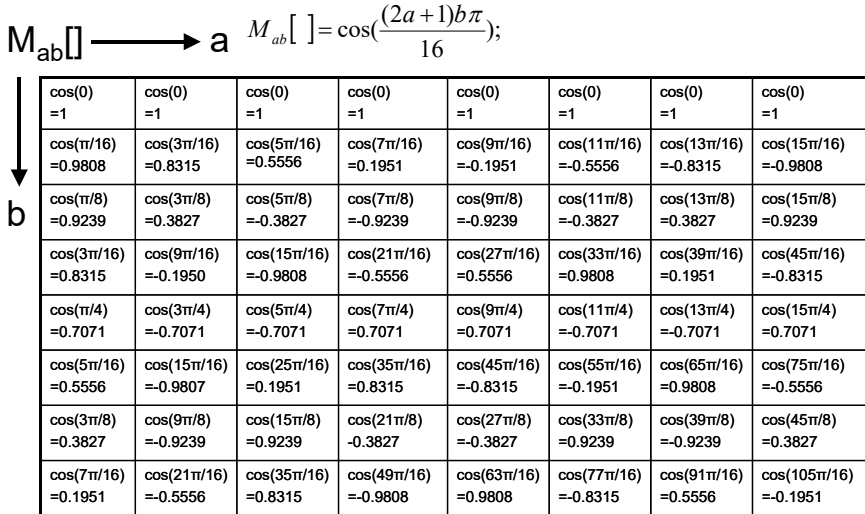 M_ab[] → a   M_ab[ ]=cos((2a+1)bπ/16);
b
cos(0) cos(0) cos(0) cos(0) cos(0) cos(0) cos(0) cos(0)
=1 =1 =1 =1 =1 =1 =1 =1
cos(π/16) cos(3π/16) cos(5π/16) cos(7π/16) cos(9π/16) cos(11π/16) cos(13π/16) cos(15π/16)
=0.9808 =0.8315 =0.5556 =0.1951 =-0.1951 =-0.5556 =-0.8315 =-0.9808
cos(π/8) cos(3π/8) cos(5π/8) cos(7π/8) cos(9π/8) cos(11π/8) cos(13π/8) cos(15π/8)
=0.9239 =0.3827 =-0.3827 =-0.9239 =-0.9239 =-0.3827 =0.3827 =0.9239
cos(3π/16) cos(9π/16) cos(15π/16) cos(21π/16) cos(27π/16) cos(33π/16) cos(39π/16) cos(45π/16)
=0.8315 =-0.1950 =-0.9808 =-0.5556 =0.5556 =0.9808 =0.1951 =-0.8315
cos(π/4) cos(3π/4) cos(5π/4) cos(7π/4) cos(9π/4) cos(11π/4) cos(13π/4) cos(15π/4)
=0.7071 =-0.7071 =-0.7071 =0.7071 =0.7071 =-0.7071 =-0.7071 =0.7071
cos(5π/16) cos(15π/16) cos(25π/16) cos(35π/16) cos(45π/16) cos(55π/16) cos(65π/16) cos(75π/16)
=0.5556 =-0.9807 =0.1951 =0.8315 =-0.8315 =-0.1951 =0.9808 =-0.5556
cos(3π/8) cos(9π/8) cos(15π/8) cos(21π/8) cos(27π/8) cos(33π/8) cos(39π/8) cos(45π/8)
=0.3827 =-0.9239 =0.9239 -0.3827 =-0.3827 =0.9239 =-0.9239 =0.3827
cos(7π/16) cos(21π/16) cos(35π/16) cos(49π/16) cos(63π/16) cos(77π/16) cos(91π/16) cos(105π/16)
=0.1951 =-0.5556 =0.8315 =-0.9808 =0.9808 =-0.8315 =0.5556 =-0.1951